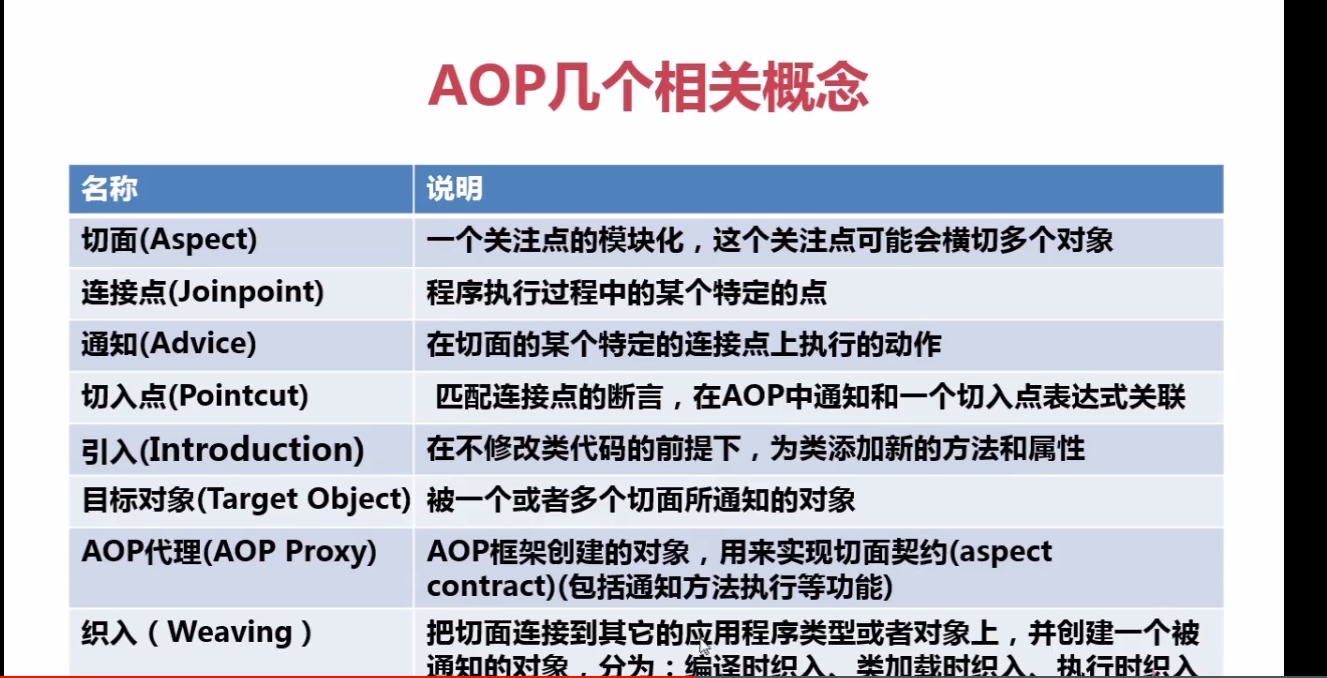 AOP几个相关概念
名称 说明
切面(Aspect) 一个关注点的模块化，这个关注点可能会横切多个对象
连接点(Joinpoint) 程序执行过程中的某个特定的点
通知(Advice) 在切面的某个特定的连接点上执行的动作
切入点(Pointcut) 匹配连接点的断言，在AOP中通知和一个切入点表达式关联
引入(Introduction) 在不修改类代码的前提下，为类添加新的方法和属性
目标对象(Target Object) 被一个或者多个切面所通知的对象
AOP代理(AOP Proxy) AOP框架创建的对象，用来实现切面契约(aspect
contract)(包括通知方法执行等功能)
织入（Weaving） 把切面连接到其它的应用程序类型或者对象上，并创建一个被
通知的对象，分为：编译时织入、类加载时织入、执行时织入